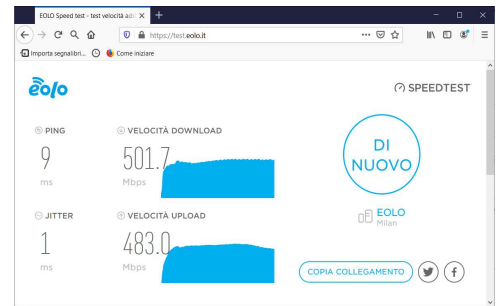 EOLO Speed test - test velocità ads
https://test.eolo.it
Importa segnalibri...
Come iniziare
eolo
SPEEDTEST
PING
9
ms
VELOCITÀ DOWNLOAD
501.7
Mbps
DI
NUOVO
JITTER
1
ms
VELOCITÀ UPLOAD
483.0
Mbps
EOLO
Milan
COPIA COLLEGAMENTO